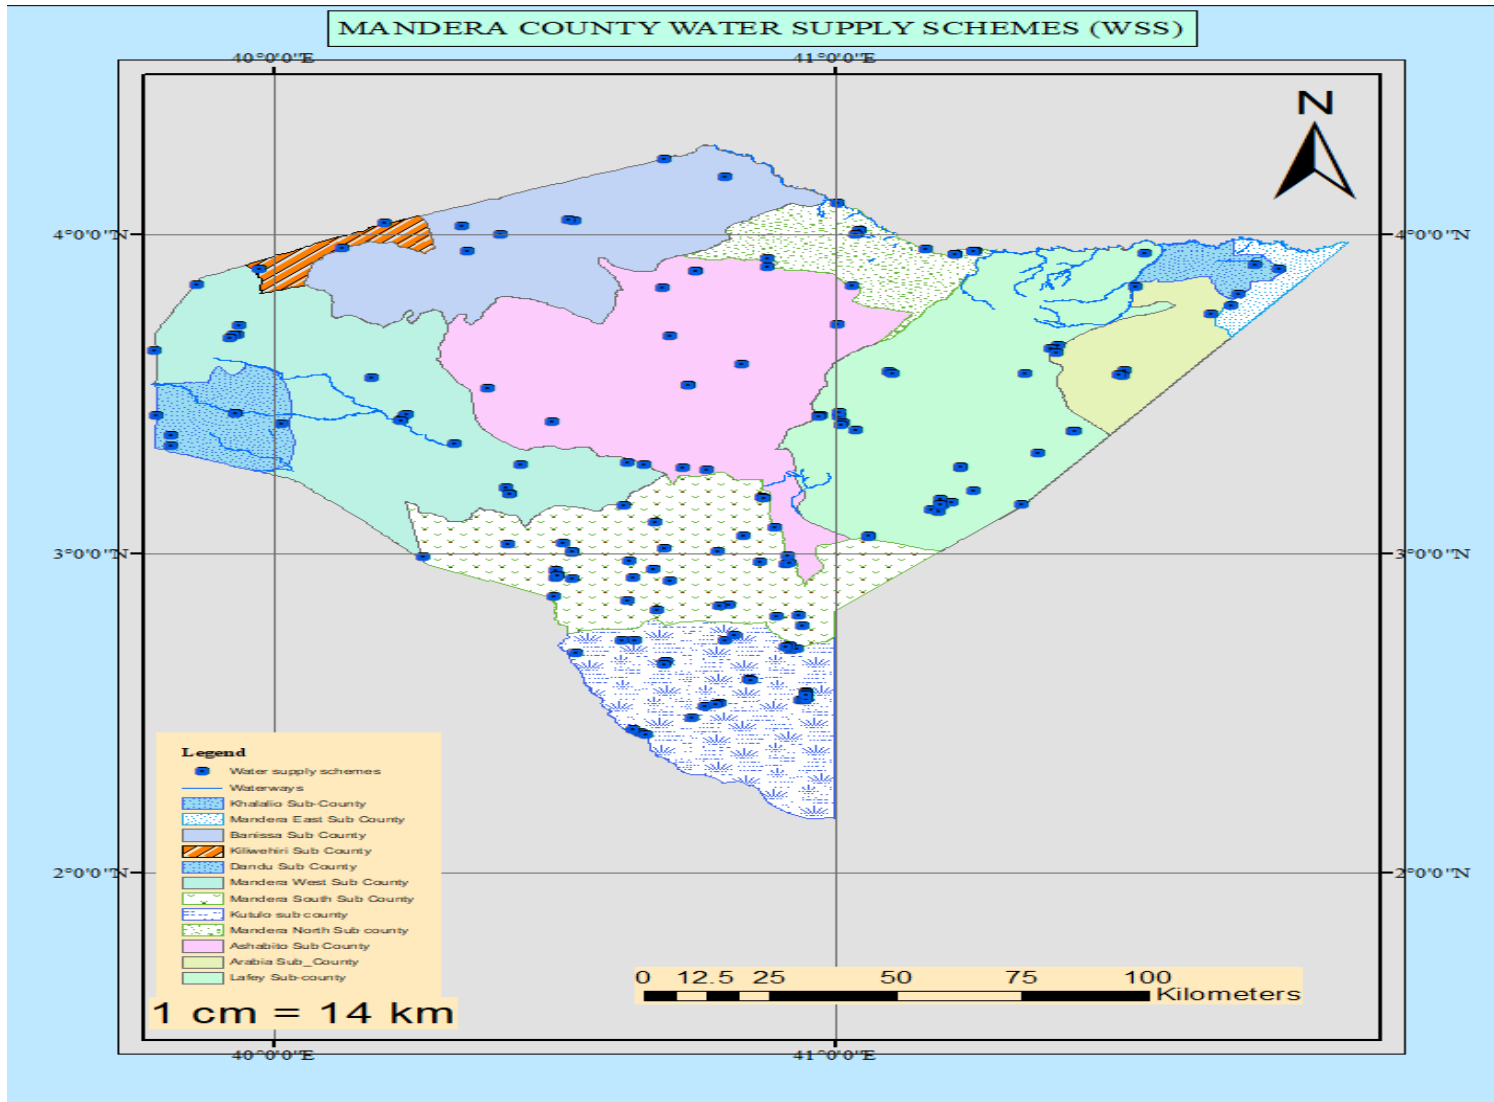 MANDERA COUNTY WATER SUPPLY SCHEMES (WSS)
40°0'0"E 41°0'0"E
N
4°0'0"N 4°0'0"N
3°0'0"N 3°0'0"N
2°0'0"N 2°0'0"N
Legend
Water supply schemes
Waterways
Khalalio Sub-County
Mandera East Sub County
Banissa Sub County
Kiliwehiri Sub County
Dandu Sub County
Mandera West Sub County
Mandera South Sub County
Kutulo sub county
Mandera North Sub county
Ashabito Sub County
Arabia Sub_County
Lafey Sub-county
1 cm = 14 km
0 12.5 25 50 75 100
Kilometers
40°0'0"E 41°0'0"E